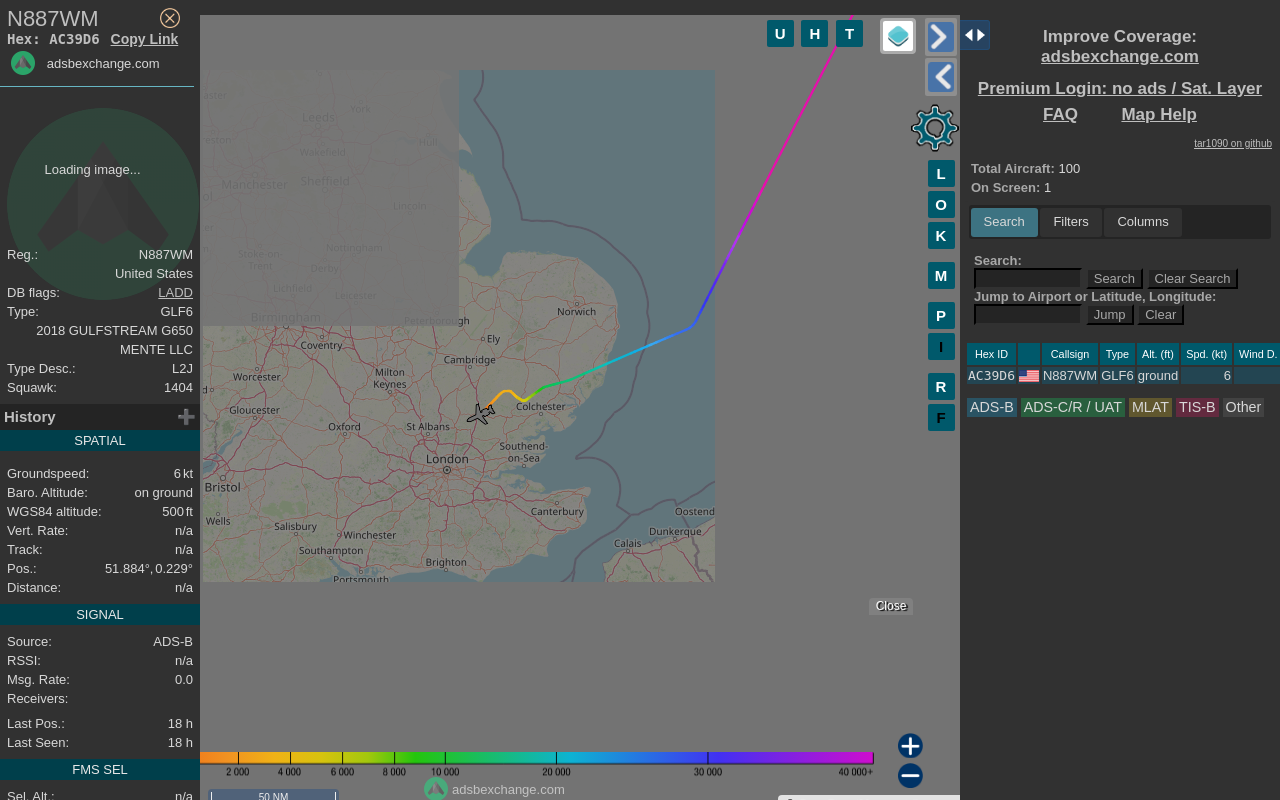 N887WM
Hex: AC39D6 Copy Link
adsbexchange.com
Loading image...
Reg.: N887WM
United States
DB flags: LADD
Type: GLF6
2018 GULFSTREAM G650
MENTE LLC
Type Desc.: L2J
Squawk: 1404
History
SPATIAL
Groundspeed: 6 kt
Baro. Altitude: on ground
WGS84 altitude: 500 ft
Vert. Rate: n/a
Track: n/a
Pos.: 51.884°, 0.229°
Distance: n/a
SIGNAL
Source: ADS-B
RSSI: n/a
Msg. Rate: 0.0
Receivers:
Last Pos.: 18 h
Last Seen: 18 h
FMS SEL
Sel. Alt.: n/a
U H T
L
O
K
M
P
I
R
F
York
Leeds
Hull
Wakefield
Manchester Sheffield
Lincoln
Stoke-on-
Trent
Nottingham
Derby
Lichfield Leicester
Birmingham Peterborough
Norwich
Ely
Coventry
Cambridge
Worcester
Milton
Keynes
Gloucester
Colchester
Oxford
St Albans
Southend-
on-Sea
London
Bristol
Wells
Salisbury
Winchester
Canterbury
Oostend
Dunkerque
Calais
Southampton
Brighton
Portsmouth
Close
2 000 4 000 6 000 8 000 10 000 20 000 30 000 40 000+
adsbexchange.com
50 NM
Improve Coverage:
adsbexchange.com
Premium Login: no ads / Sat. Layer
FAQ Map Help
tar1090 on github
Total Aircraft: 100
On Screen: 1
Search Filters Columns
Search:
Search Clear Search
Jump to Airport or Latitude, Longitude:
Jump Clear
Hex ID Callsign Type Alt. (ft) Spd. (kt) Wind D.
AC39D6 N887WM GLF6 ground 6
ADS-B ADS-C/R / UAT MLAT TIS-B Other